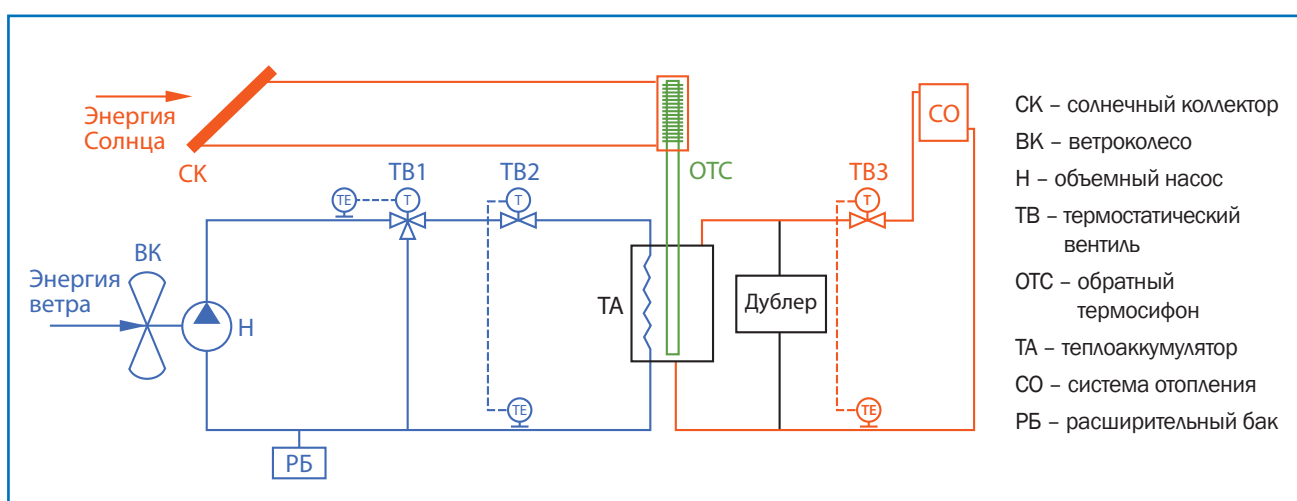 Энергия
Солнца
СК
ТЕ
Т
ТВ1
Т
ТВ2
ОТС
Т
ТВ3
СО
ВК
Энергия
ветра
Н
ТА
Дублер
ТЕ
ТЕ
РБ
СК – солнечный коллектор
ВК – ветроколесо
Н – объемный насос
ТВ – термостатический
вентиль
ОТС – обратный
термосифон
ТА – теплоаккумулятор
СО – система отопления
РБ – расширительный бак